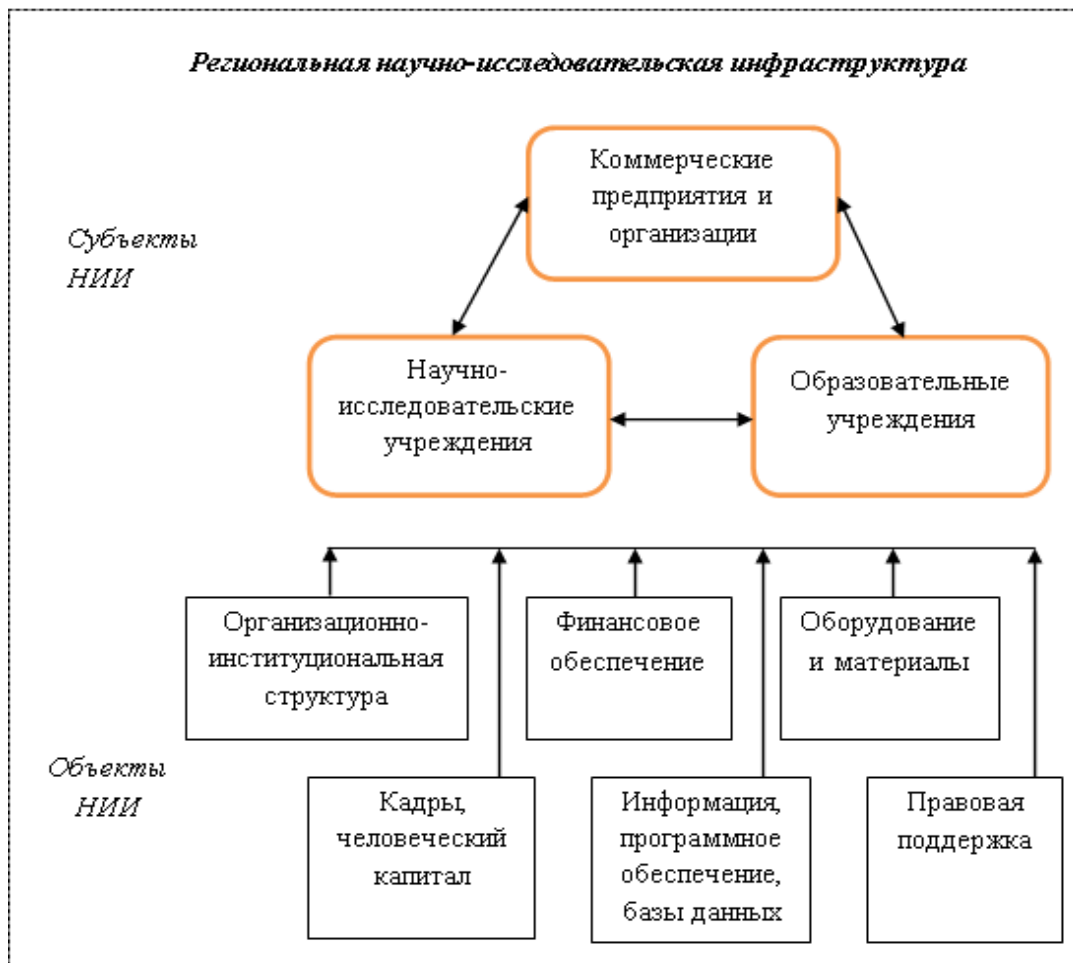 Региональная научно-исследовательская инфраструктура
Коммерческие
предприятия и
организации
Субъекты
НИИ
Научно-
исследовательские
учреждения
Образовательные
учреждения
Организационно-
институциональная
структура
Финансовое
обеспечение
Оборудование
и материалы
Объекты
НИИ
Кадры,
человеческий
капитал
Информация,
программное
обеспечение,
базы данных
Правовая
поддержка